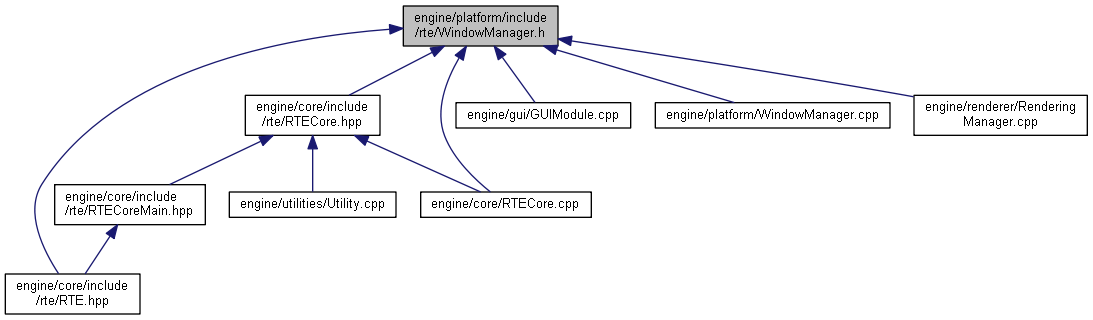 engine/platform/include
/rte/WindowManager.h
engine/core/include
/rte/RTECore.hpp
engine/gui/GUIModule.cpp
engine/platform/WindowManager.cpp
engine/renderer/Rendering
Manager.cpp
engine/core/include
/rte/RTECoreMain.hpp
engine/utilities/Utility.cpp
engine/core/RTECore.cpp
engine/core/include
/rte/RTE.hpp